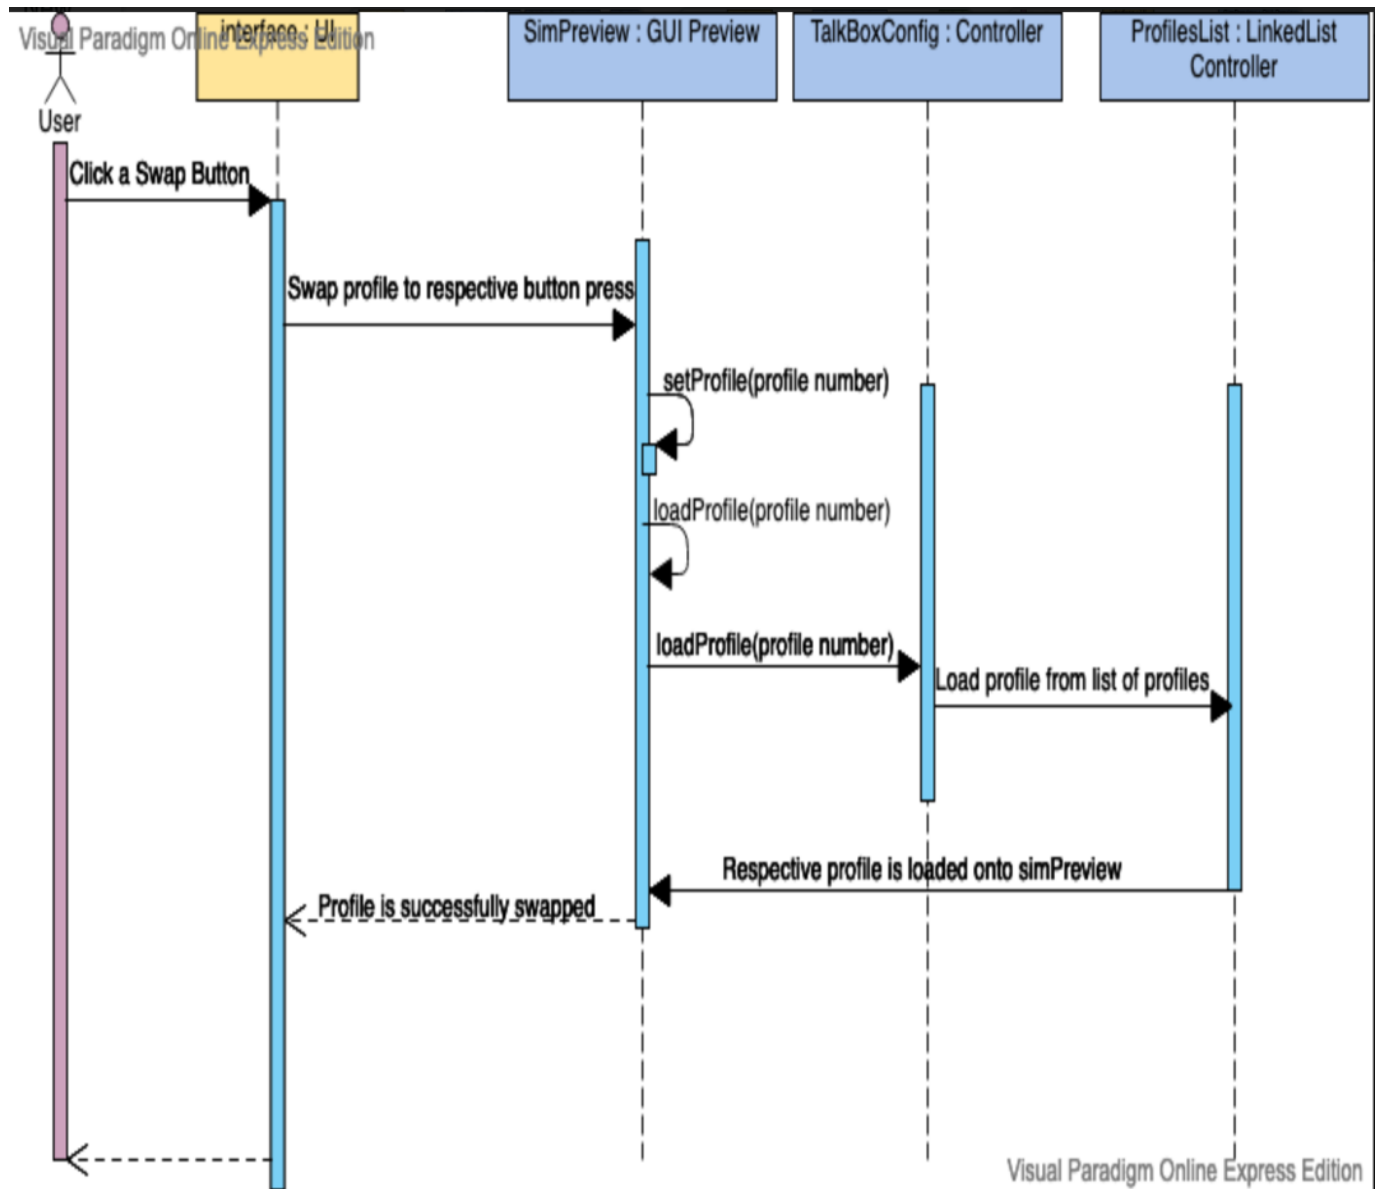 Visual Paradigm Online Express Edition
interface : UI
SimPreview : GUI Preview
TalkBoxConfig : Controller
ProfilesList : LinkedList
Controller
User
Click a Swap Button
Swap profile to respective button press
setProfile(profile number)
loadProfile(profile number)
loadProfile(profile number)
Load profile from list of profiles
Respective profile is loaded onto simPreview
Profile is successfully swapped
Visual Paradigm Online Express Edition